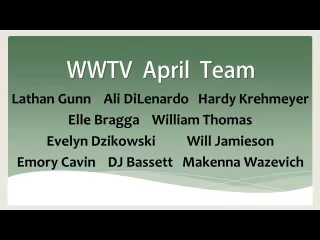 WWTV April Team
Lathan Gunn Ali DiLenardo Hardy Krehmeyer
Elle Bragga William Thomas
Evelyn Dzikowski Will Jamieson
Emory Cavin DJ Bassett Makenna Wazevich